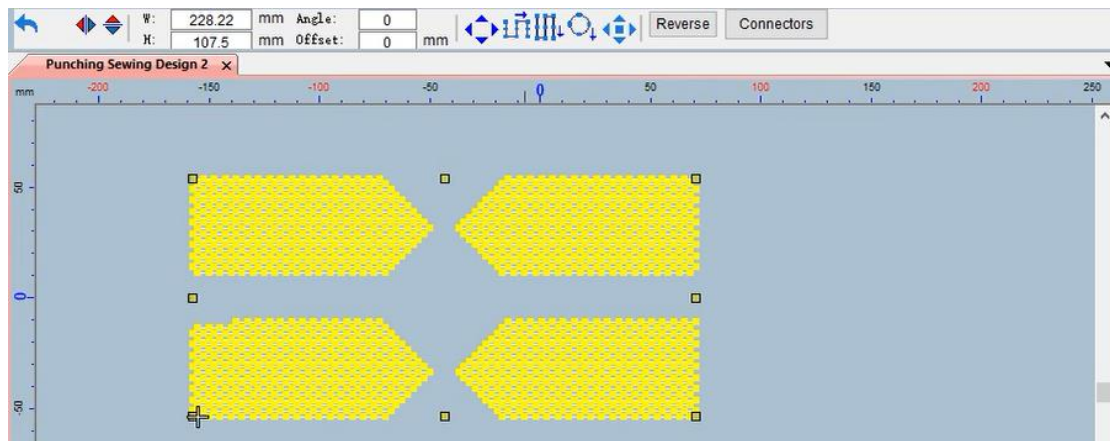 W: 228.22 mm Angle: 0
H: 107.5 mm Offset: 0 mm
Reverse Connectors
Punching Sewing Design 2 x
mm -200 -150 -100 -50 0 50 100 150 200 250
50
0
-50